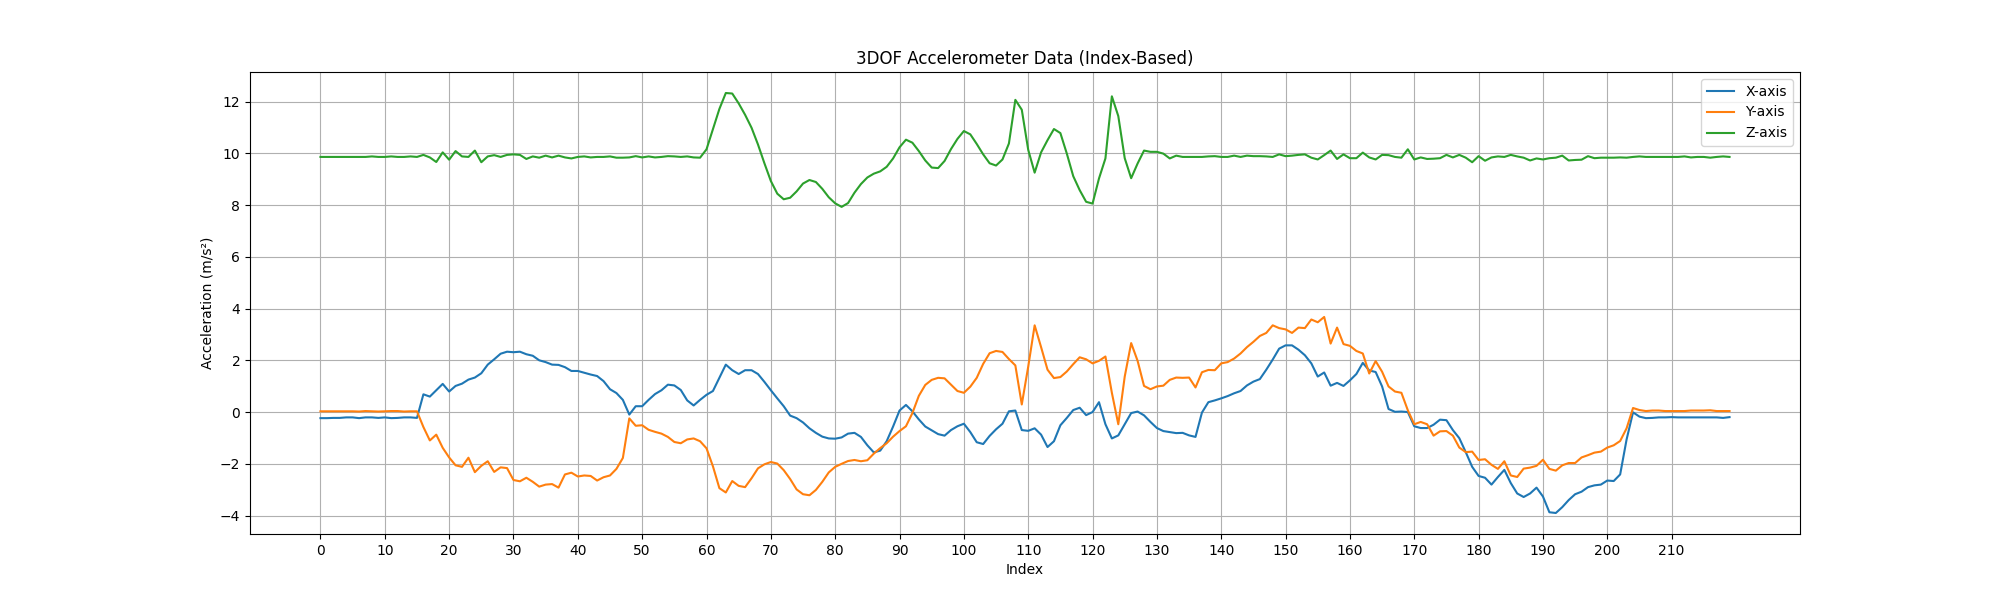 3DOF Accelerometer Data (Index-Based)
X-axis
Y-axis
Z-axis
Acceleration (m/s²)
12
10
8
6
4
2
0
−2
−4
0 10 20 30 40 50 60 70 80 90 100 110 120 130 140 150 160 170 180 190 200 210
Index